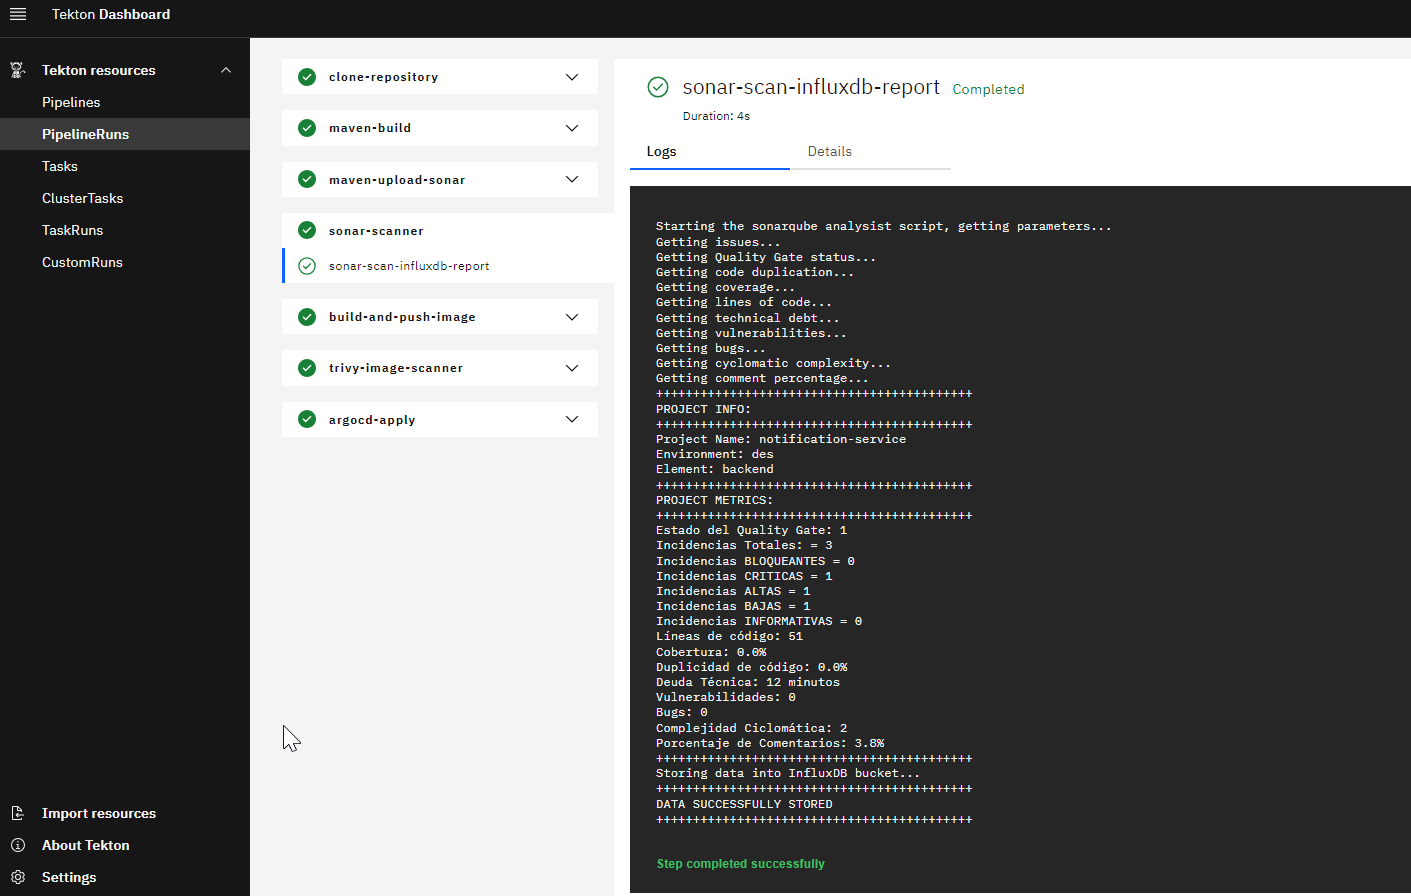 Tekton Dashboard
Tekton resources
Pipelines
PipelineRuns
Tasks
ClusterTasks
TaskRuns
CustomRuns
Import resources
About Tekton
Settings
clone-repository
maven-build
maven-upload-sonar
sonar-scanner
sonar-scan-influxdb-report
build-and-push-image
trivy-image-scanner
argocd-apply
sonar-scan-influxdb-report Completed
Duration: 4s
Logs Details
Starting the sonarqube analysist script, getting parameters...
Getting issues...
Getting Quality Gate status...
Getting code duplication...
Getting coverage...
Getting lines of code...
Getting technical debt...
Getting vulnerabilities...
Getting bugs...
Getting cyclomatic complexity...
Getting comment percentage...
+++++++++++++++++++++++++++++++++++++++++++
PROJECT INFO:
+++++++++++++++++++++++++++++++++++++++++++
Project Name: notification-service
Environment: des
Element: backend
+++++++++++++++++++++++++++++++++++++++++++
PROJECT METRICS:
+++++++++++++++++++++++++++++++++++++++++++
Estado del Quality Gate: 1
Incidencias Totales: = 3
Incidencias BLOQUEANTES = 0
Incidencias CRITICAS = 1
Incidencias ALTAS = 1
Incidencias BAJAS = 1
Incidencias INFORMATIVAS = 0
Líneas de código: 51
Cobertura: 0.0%
Duplicidad de código: 0.0%
Deuda Técnica: 12 minutos
Vulnerabilidades: 0
Bugs: 0
Complejidad Ciclomática: 2
Porcentaje de Comentarios: 3.8%
+++++++++++++++++++++++++++++++++++++++++++
Storing data into InfluxDB bucket...
+++++++++++++++++++++++++++++++++++++++++++
DATA SUCCESSFULLY STORED
+++++++++++++++++++++++++++++++++++++++++++
Step completed successfully